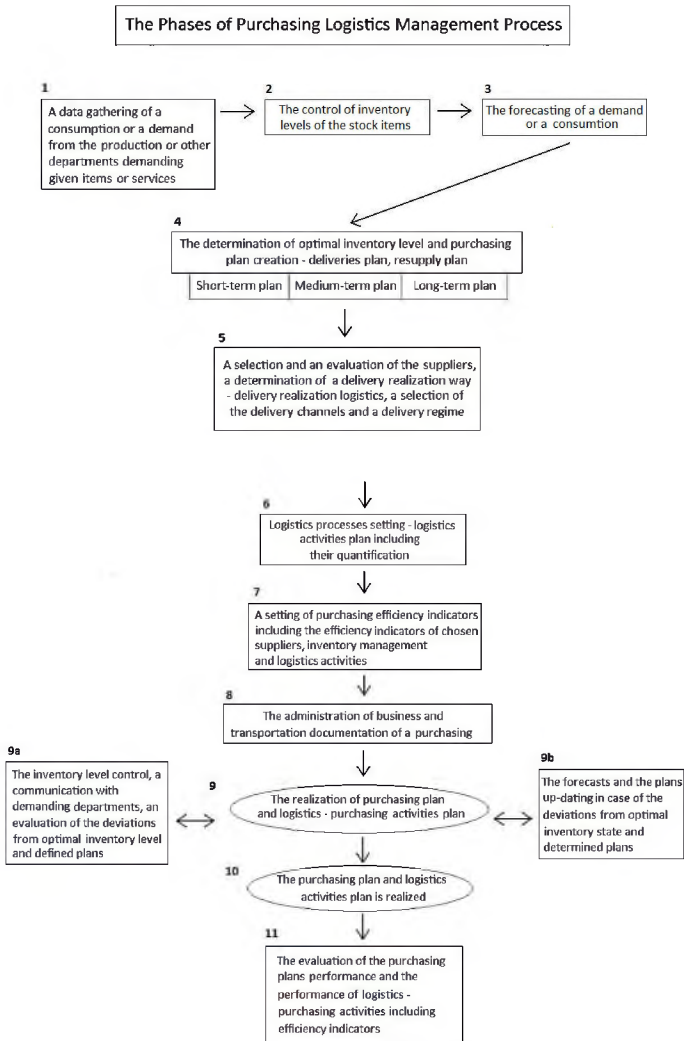 The Phases of Purchasing Logistics Management Process
1
A data gathering of a
consumption or a demand
from the production or other
departments demanding
given items or services
2
The control of inventory
levels of the stock items
3
The forecasting of a demand
or a consumtion
4
The determination of optimal inventory level and purchasing
plan creation - deliveries plan, resupply plan
Short-term plan
Medium-term plan
Long-term plan
5
A selection and an evaluation of the suppliers,
a determination of a delivery realization way
- delivery realization logistics, a selection of
the delivery channels and a delivery regime
6
Logistics processes setting - logistics
activities plan including
their quantification
7
A setting of purchasing efficiency indicators
including the efficiency indicators of chosen
suppliers, inventory management
and logistics activities
8
The administration of business and
transportation documentation of a purchasing
9a
The inventory level control, a
communication with
demanding departments, an
evaluation of the deviations
from optimal inventory level
and defined plans
9
The realization of purchasing plan
and logistics - purchasing activities plan
9b
The forecasts and the plans
up-dating in case of the
deviations from optimal
inventory state and
determined plans
10
The purchasing plan and logistics
activities plan is realized
11
The evaluation of the purchasing
plans performance and the
performance of logistics -
purchasing activities including
efficiency indicators